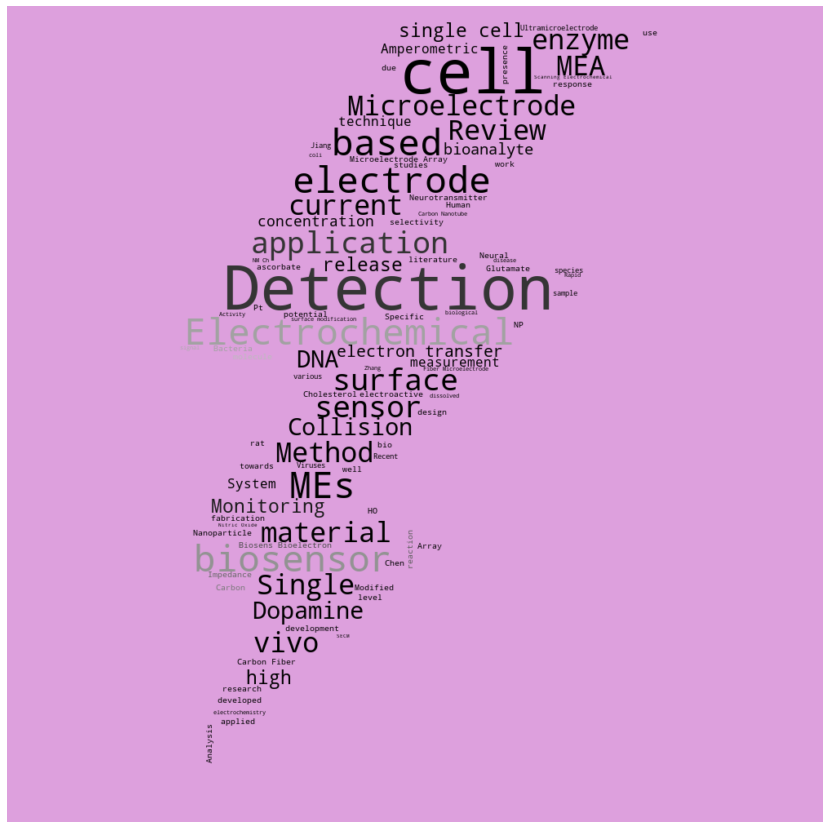 single cell
Ultramicroelectrode
use
enzyme
Amperometric
presence
due
cell
MEA
Scanning Electrochemical
response
Microelectrode
technique
Review
based
Jiang
bioanalyte
coli
Microelectrode Array
studies
work
electrode
Neurotransmitter
current
Human
Carbon Nanotube
concentration
selectivity
application
Neural
NM Ch
release
literature
disease
ascorbate
Glutamate
species
Rapid
Detection
sample
Pt
Activity
potential
surface modification
Specific
biological
Electrochemical
NP
Bacteria
DNA
electron transfer
measurement
Zhang
Fiber Microelectrode
various
surface
Cholesterol
electroactive
dissolved
sensor
design
Collision
rat
Method
bio
Recent
towards
Viruses
well
System
MEs
Monitoring
HO
fabrication
Nitric Oxide
Nanoparticle
material
reaction
Biosens Bioelectron
Array
biosensor
Chen
Impedance
Carbon
Single
Modified
level
Dopamine
development
secm
vivo
Carbon Fiber
high
research
developed
electrochemistry
applied
Analysis